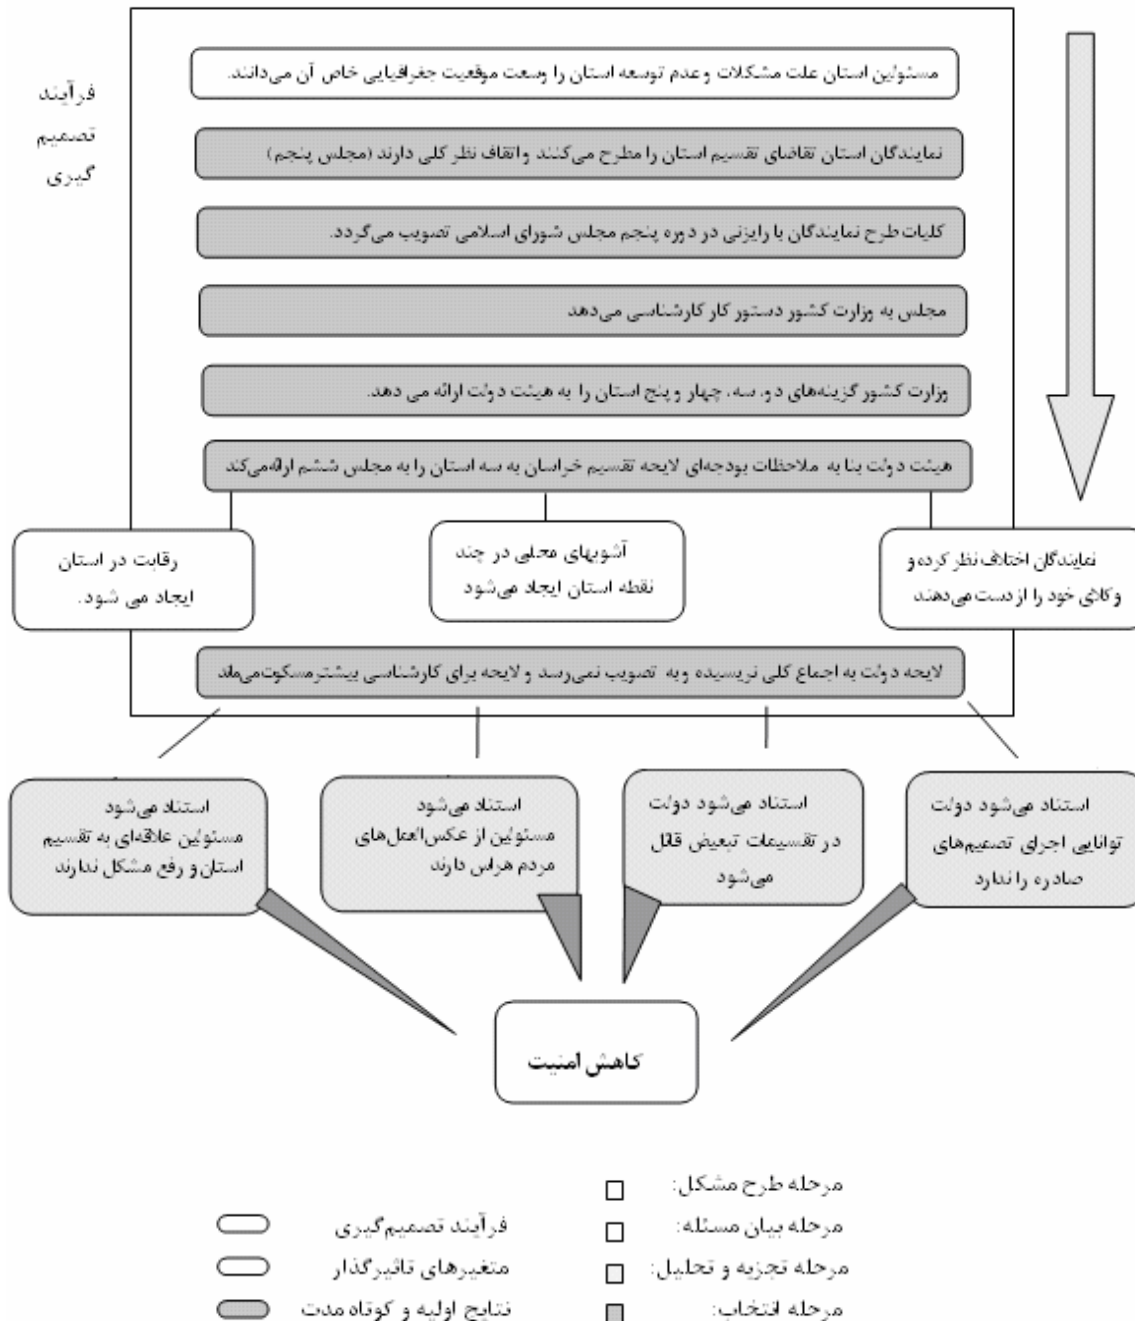 فرآیند
تصمیم
گیری
مسئولین استان علت مشکلات و عدم توسعه استان را وسعت موقعیت جغرافیایی خاص آن می‌دانند.
نمایندگان استان تقاضای تقسیم استان را مطرح می‌کنند و اتفاق نظر کلی دارند (مجلس پنجم)
کلیات طرح نمایندگان با رایزنی در دوره پنجم مجلس شورای اسلامی تصویب می‌گردد.
مجلس به وزارت کشور دستور کار کارشناسی می‌دهد
وزارت کشور گزینه‌های دو، سه، چهار و پنج استان را به هیئت دولت ارائه می دهد.
هیئت دولت بنا به ملاحظات بودجه‌ای لایحه تقسیم خراسان به سه استان را به مجلس ششم ارائه‌می‌کند
نمایندگان اختلاف نظر کرده و
وکلای خود را از دست می‌دهند
آشوبهای محلی در چند
نقطه استان ایجاد می‌شود
رقابت در استان
ایجاد می شود.
لایحه دولت به اجماع کلی نریسیده و به تصویب نمی‌رسد و لایحه برای کارشناسی بیشتر مسکوت‌می‌ماند
استناد می‌شود دولت
توانایی اجرای تصمیم‌های
صادره را ندارد
استناد می‌شود دولت
در تقسیمات تبعیض قائل
می‌شود
استناد می‌شود
مسئولین از عکس‌العمل‌های
مردم هراس دارند
استناد می‌شود
مسئولین علاقه‌ای به تقسیم
استان و رفع مشکل ندارند
کاهش امنیت
مرحله طرح مشکل:
مرحله بیان مسئله:
مرحله تجزیه و تحلیل:
مرحله انتخاب:
فرآیند تصمیم‌گیری
متغیرهای تاثیرگذار
نتایج اولیه و کوتاه مدت